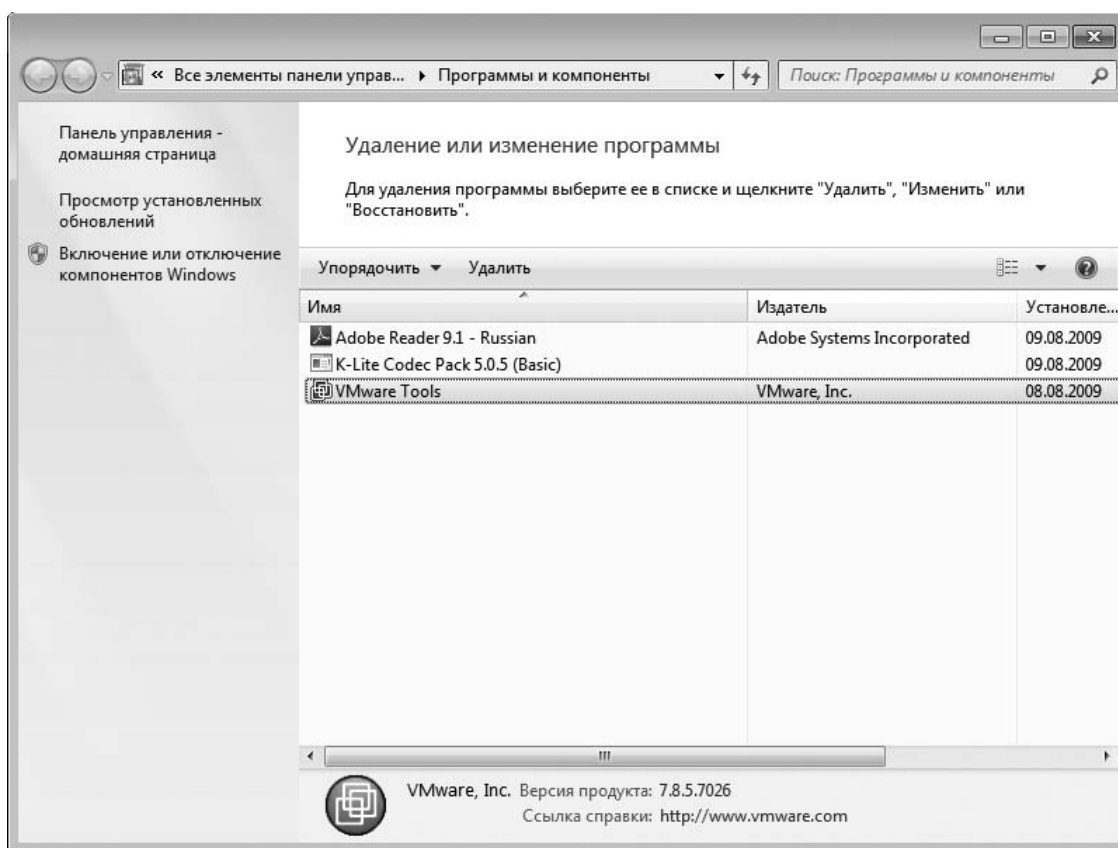 « Все элементы панели управ... Программы и компоненты
Поиск: Программы и компоненты
Панель управления -
домашняя страница
Просмотр установленных
обновлений
Включение или отключение
компонентов Windows
Удаление или изменение программы
Для удаления программы выберите ее в списке и щелкните "Удалить", "Изменить" или
"Восстановить".
Упорядочить Удалить
Имя Издатель Установле...
Adobe Reader 9.1 - Russian Adobe Systems Incorporated 09.08.2009
K-Lite Codec Pack 5.0.5 (Basic) 09.08.2009
VMware Tools VMware, Inc. 08.08.2009
VMware, Inc. Версия продукта: 7.8.5.7026
Ссылка справки: http://www.vmware.com